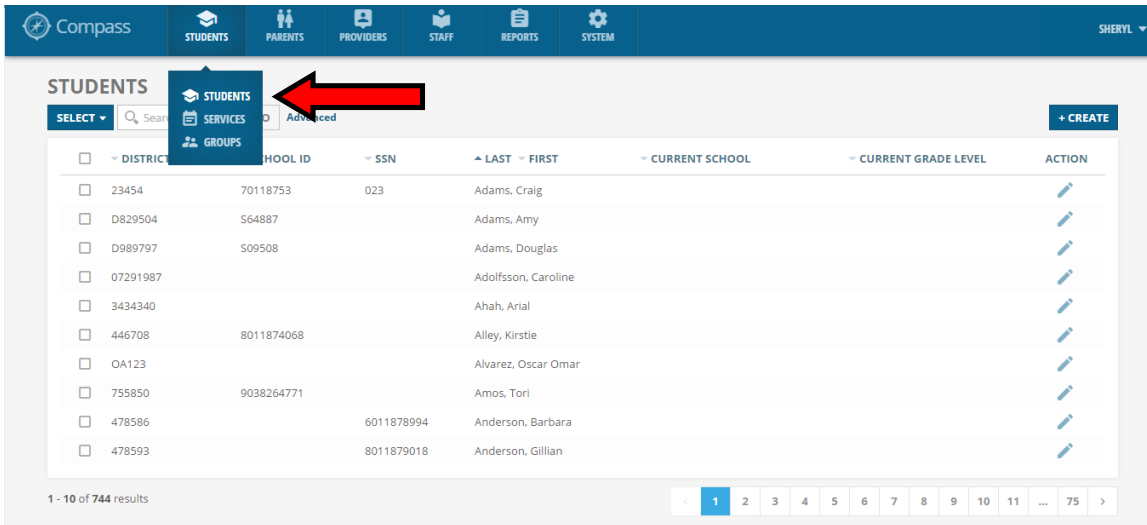 Compass STUDENTS PARENTS PROVIDERS STAFF REPORTS SYSTEM SHERYL
STUDENTS
STUDENTS
SERVICES
GROUPS
SELECT Advanced + CREATE
DISTRICT ID SSN LAST FIRST CURRENT SCHOOL CURRENT GRADE LEVEL ACTION
23454 70118753 023 Adams, Craig
D829504 S64887 Adams, Amy
D989797 S09508 Adams, Douglas
07291987 Adolfsson, Caroline
3434340 Ahah, Arial
446708 8011874068 Alley, Kirstie
OA123 Alvarez, Oscar Omar
755850 9038264771 Amos, Tori
478586 6011878994 Anderson, Barbara
478593 8011879018 Anderson, Gillian
1 - 10 of 744 results 1 2 3 4 5 6 7 8 9 10 11 ... 75 >